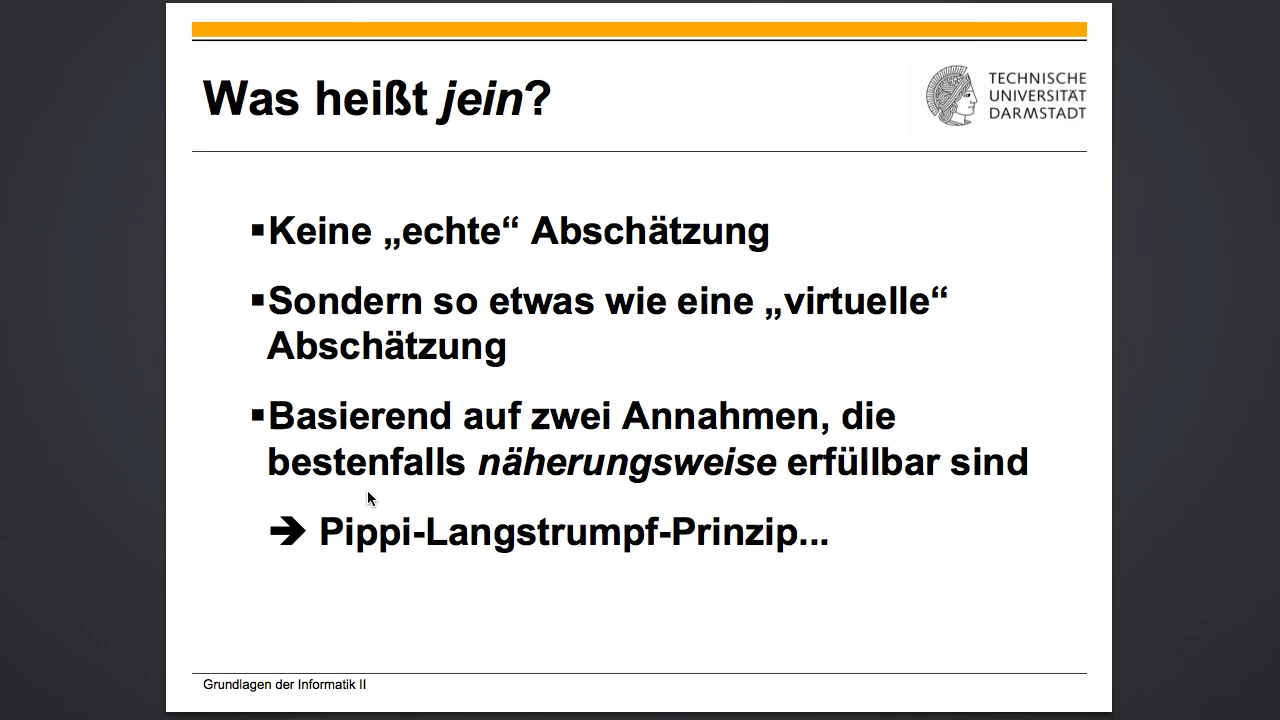 Was heißt jein?
TECHNISCHE
UNIVERSITÄT
DARMSTADT
▪Keine „echte“ Abschätzung
▪Sondern so etwas wie eine „virtuelle“
Abschätzung
▪Basierend auf zwei Annahmen, die
bestenfalls näherungsweise erfüllbar sind
➔ Pippi-Langstrumpf-Prinzip...
Grundlagen der Informatik II